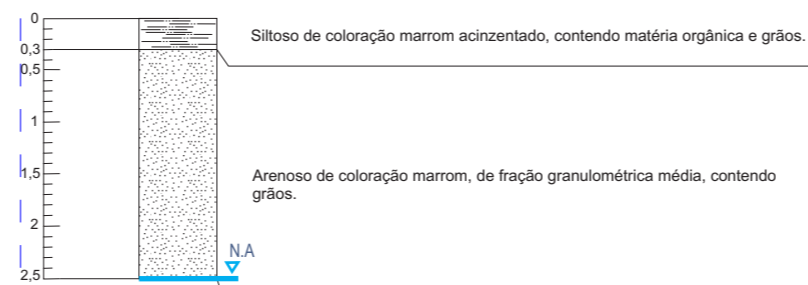 0
Siltoso de coloração marrom acinzentado, contendo matéria orgânica e grãos.
0,3
0,5
1
Arenoso de coloração marrom, de fração granulométrica média, contendo
grãos.
1,5
2
N.A
2,5